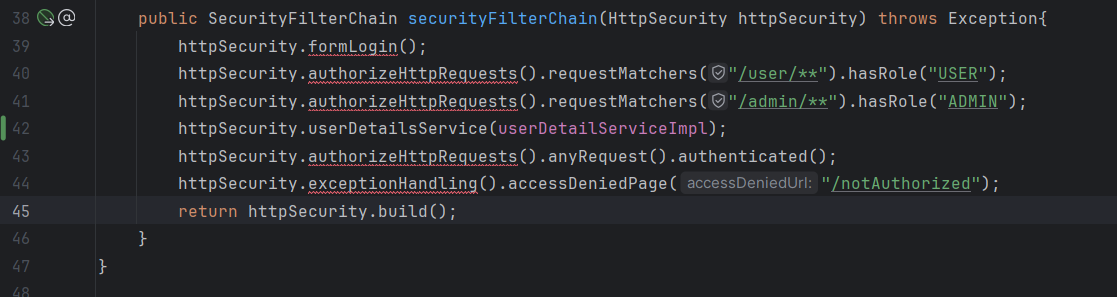 38 public SecurityFilterChain securityFilterChain(HttpSecurity httpSecurity) throws Exception{
39 httpSecurity.formLogin();
40 httpSecurity.authorizeHttpRequests().requestMatchers("/user/**").hasRole("USER");
41 httpSecurity.authorizeHttpRequests().requestMatchers("/admin/**").hasRole("ADMIN");
42 httpSecurity.userDetailsService(userDetailServiceImpl);
43 httpSecurity.authorizeHttpRequests().anyRequest().authenticated();
44 httpSecurity.exceptionHandling().accessDeniedPage( accessDeniedUrl: "/notAuthorized");
45 return httpSecurity.build();
46 }
47 }
48